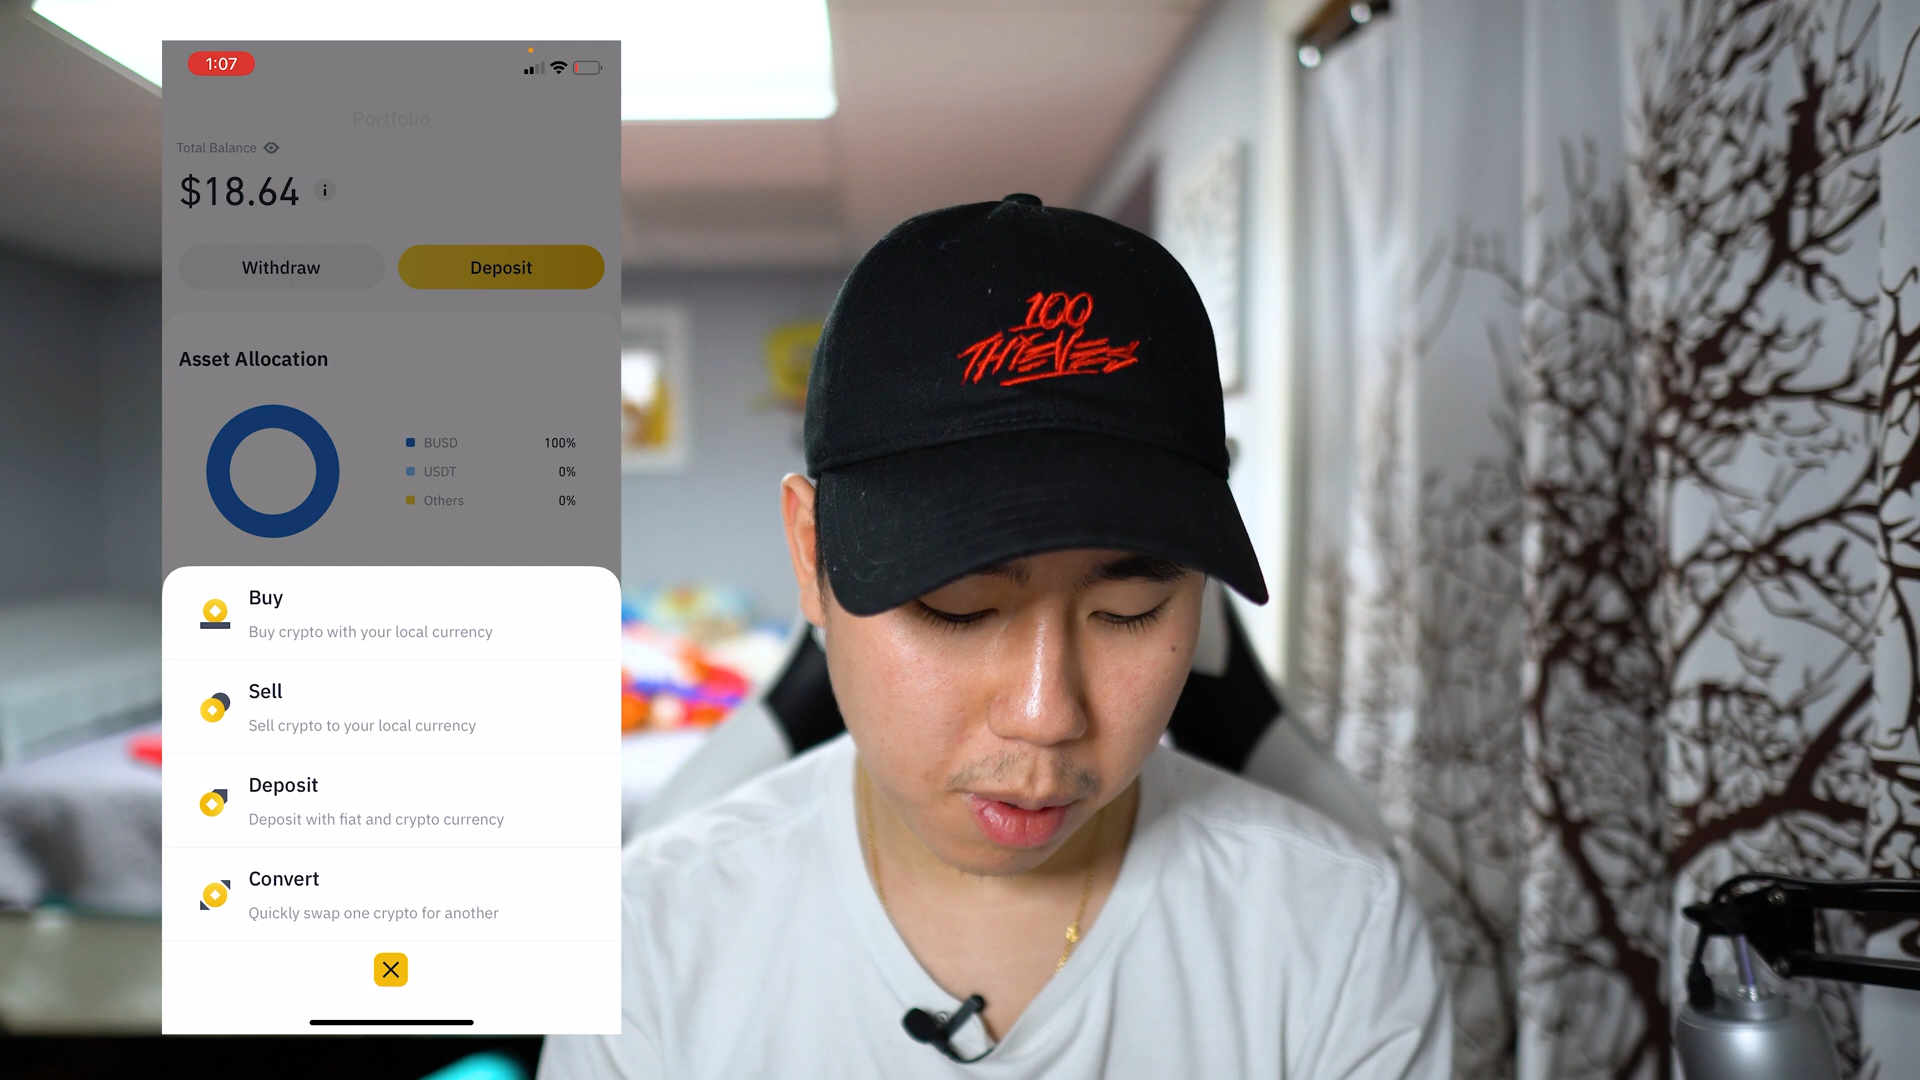 1:07
Portfolio
Total Balance
$18.64 i
Withdraw Deposit
Asset Allocation
BUSD 100%
USDT 0%
Others 0%
Buy
Buy crypto with your local currency
Sell
Sell crypto to your local currency
Deposit
Deposit with fiat and crypto currency
Convert
Quickly swap one crypto for another
100
THIEVES